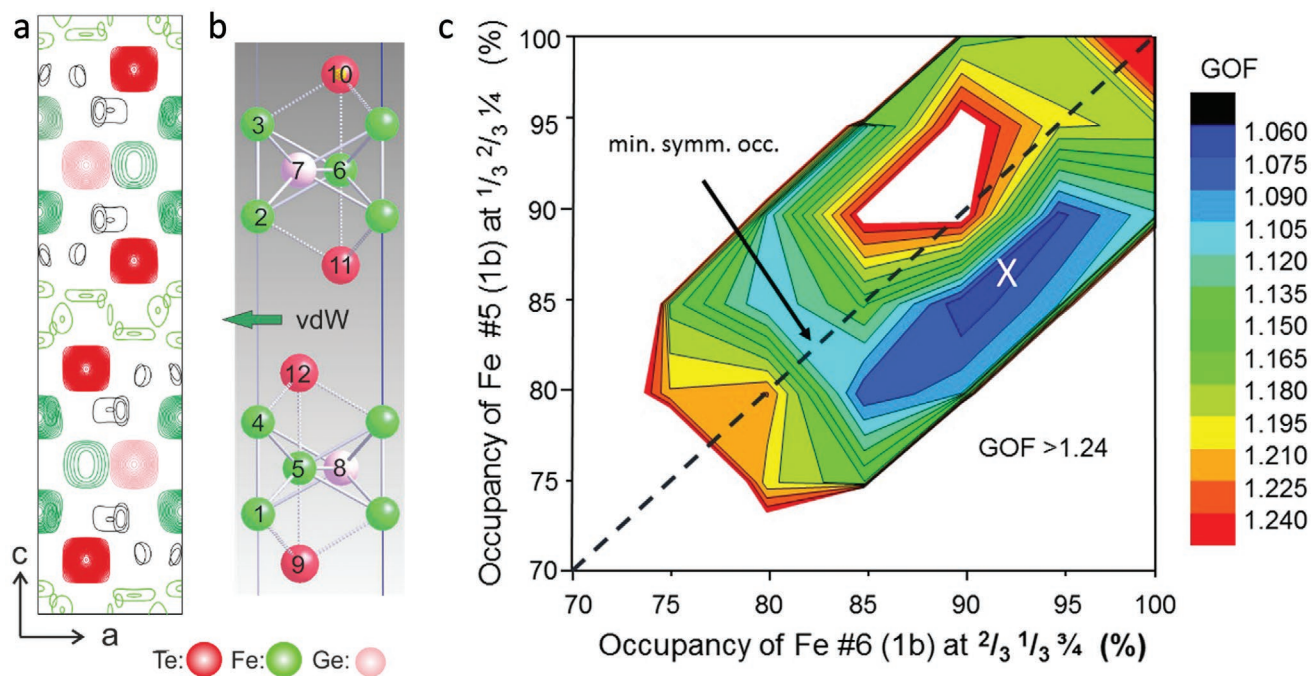 a
b
c
10
3
7
6
2
11
vdW
12
4
5
8
1
9
c
a
Te:
Fe:
Ge:
Occupancy of Fe #5 (1b) at 1/3 2/3 1/4 (%)
100
95
90
85
80
75
70
min. symm. occ.
X
GOF >1.24
70
75
80
85
90
95
100
Occupancy of Fe #6 (1b) at 2/3 1/3 3/4 (%)
GOF
1.060
1.075
1.090
1.105
1.120
1.135
1.150
1.165
1.180
1.195
1.210
1.225
1.240